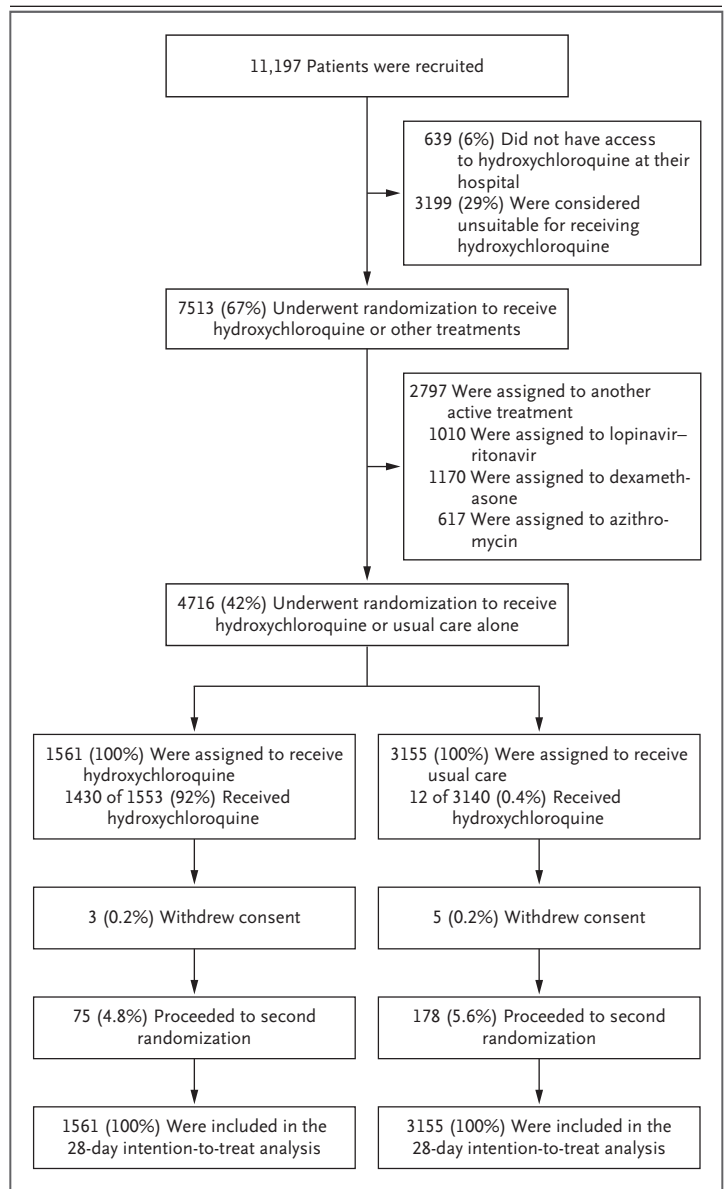 11,197 Patients were recruited
639 (6%) Did not have access
to hydroxychloroquine at their
hospital
3199 (29%) Were considered
unsuitable for receiving
hydroxychloroquine
7513 (67%) Underwent randomization to receive
hydroxychloroquine or other treatments
2797 Were assigned to another
active treatment
1010 Were assigned to lopinavir–
ritonavir
1170 Were assigned to dexameth-
asone
617 Were assigned to azithro-
mycin
4716 (42%) Underwent randomization to receive
hydroxychloroquine or usual care alone
1561 (100%) Were assigned to receive
hydroxychloroquine
1430 of 1553 (92%) Received
hydroxychloroquine
3155 (100%) Were assigned to receive
usual care
12 of 3140 (0.4%) Received
hydroxychloroquine
3 (0.2%) Withdrew consent
5 (0.2%) Withdrew consent
75 (4.8%) Proceeded to second
randomization
178 (5.6%) Proceeded to second
randomization
1561 (100%) Were included in the
28-day intention-to-treat analysis
3155 (100%) Were included in the
28-day intention-to-treat analysis